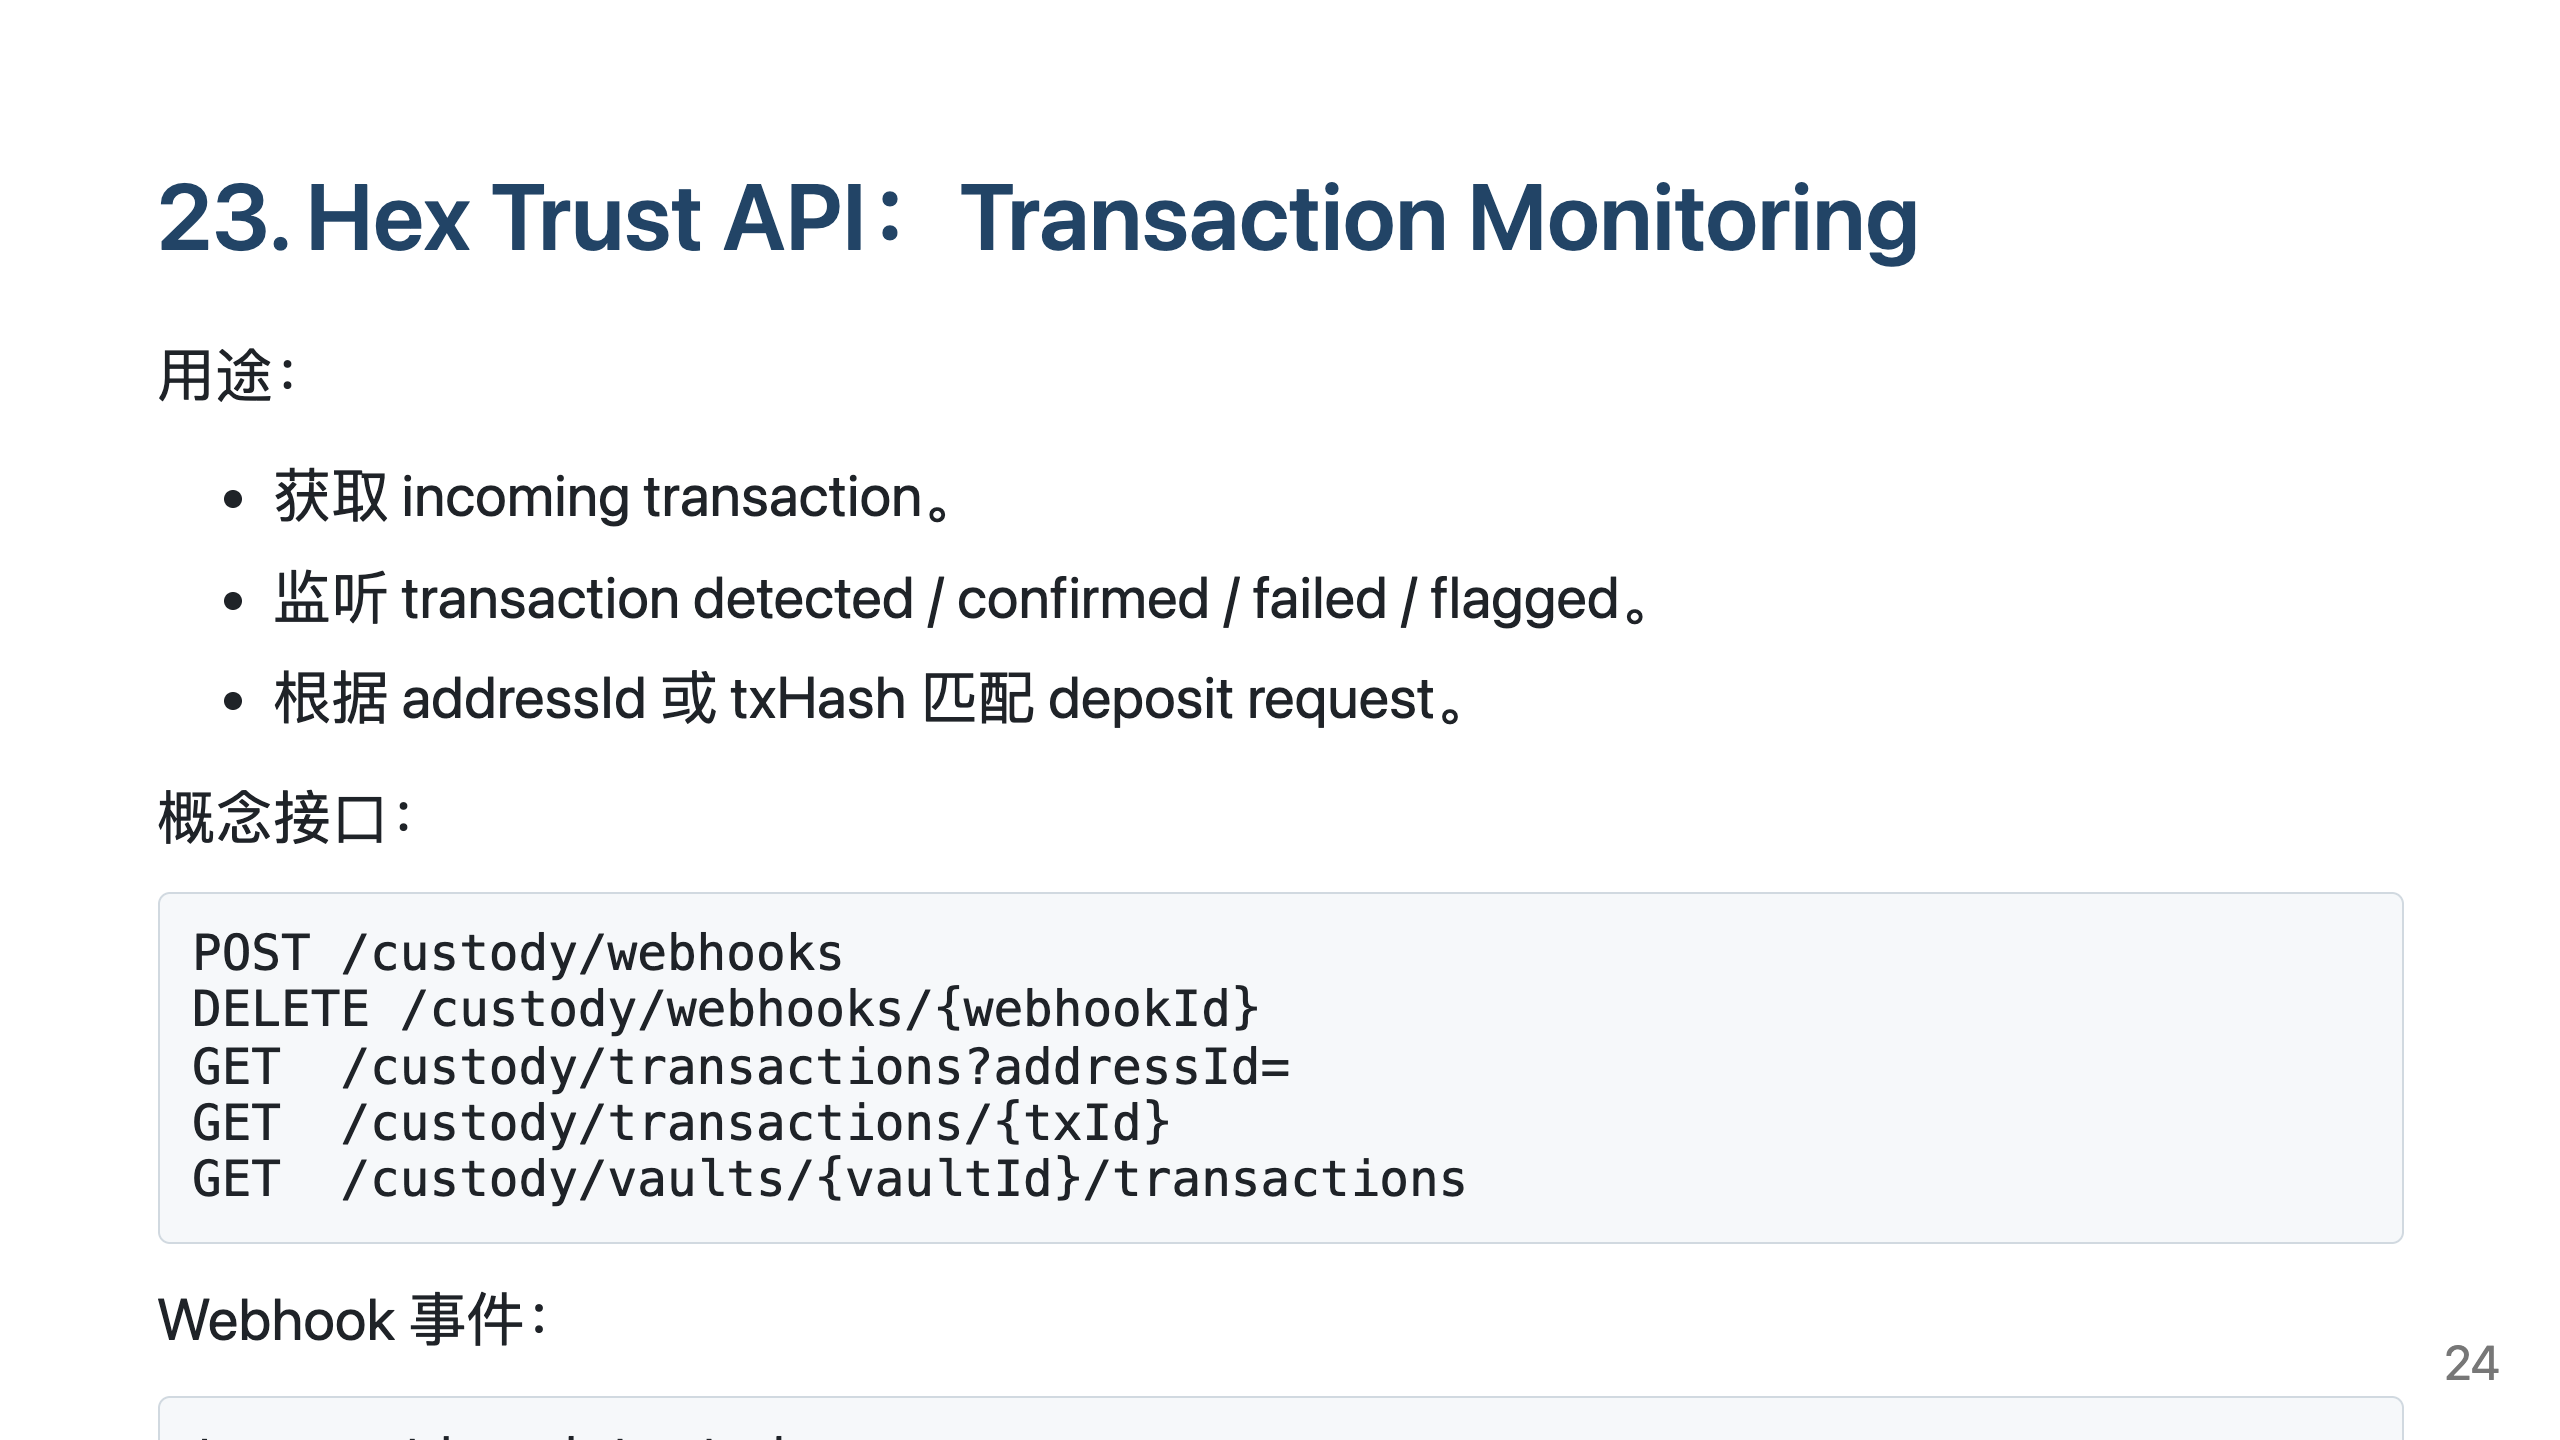 23. Hex Trust API：Transaction Monitoring
用途：
• 获取 incoming transaction。
• 监听 transaction detected / confirmed / failed / flagged。
• 根据 addressId 或 txHash 匹配 deposit request。
概念接口：
POST /custody/webhooks
DELETE /custody/webhooks/{webhookId}
GET  /custody/transactions?addressId=
GET  /custody/transactions/{txId}
GET  /custody/vaults/{vaultId}/transactions
Webhook 事件：
24